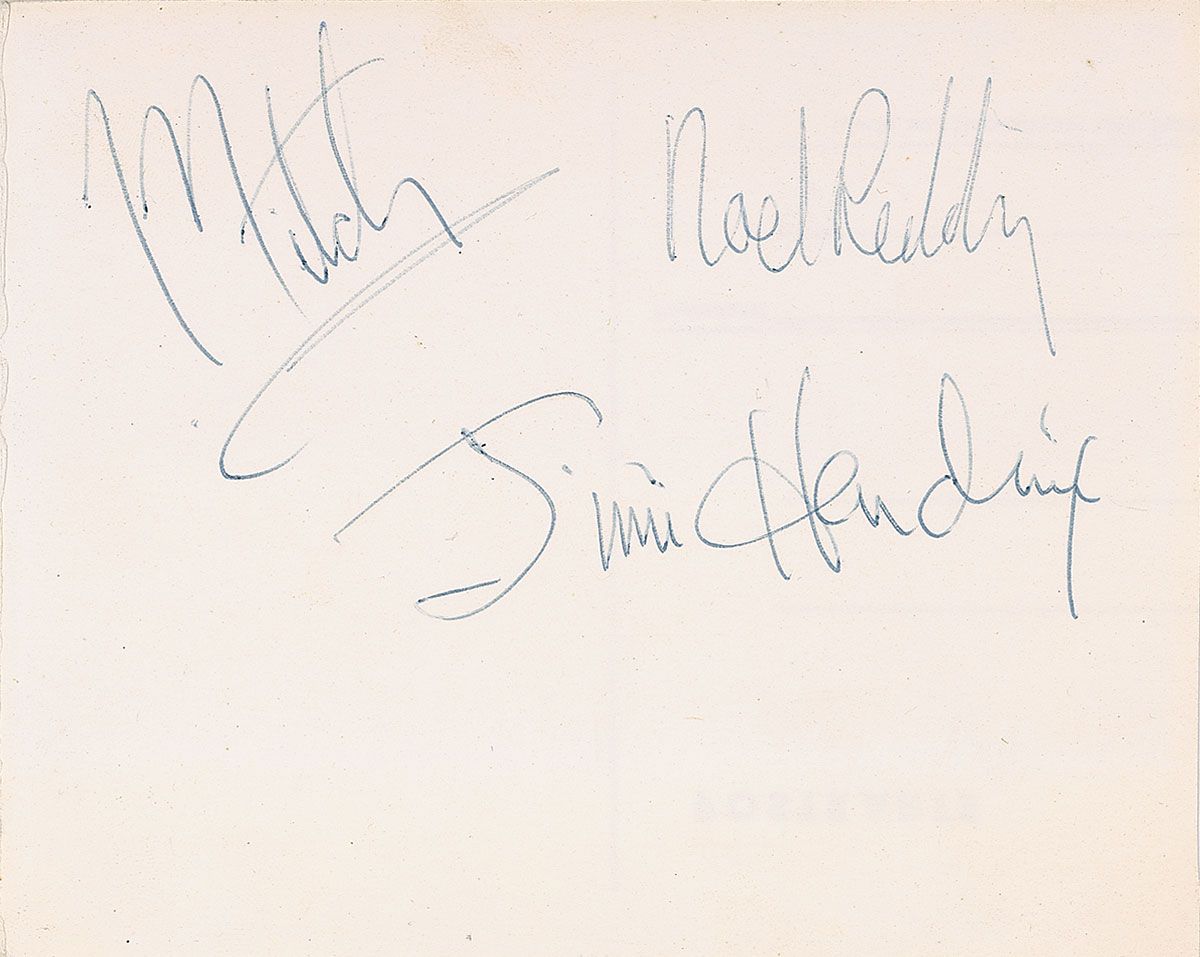 Mitch
Noel Redding
Jimi Hendrix